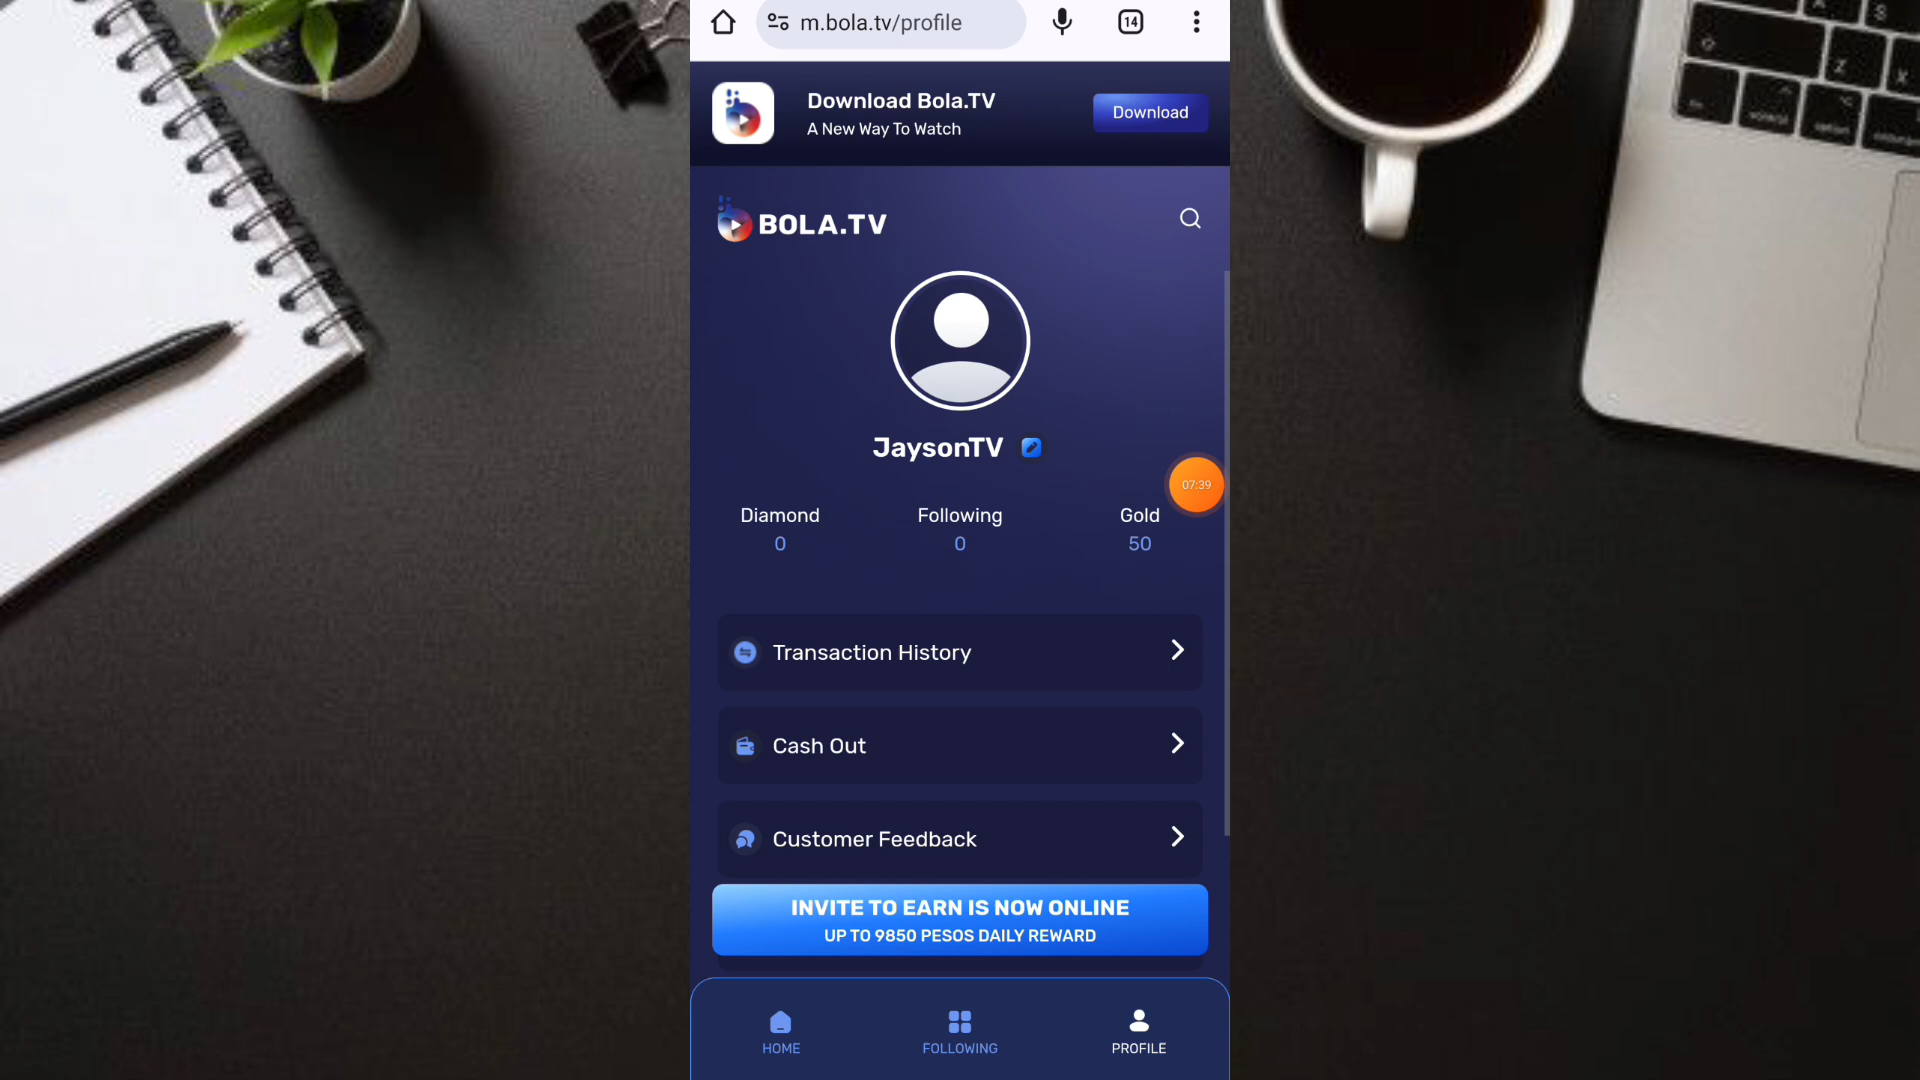 m.bola.tv/profile
14
Download Bola.TV
A New Way To Watch
Download
BOLA.TV
JaysonTV
07:39
Diamond
Following
Gold
0
0
50
Transaction History
Cash Out
Customer Feedback
INVITE TO EARN IS NOW ONLINE
UP TO 9850 PESOS DAILY REWARD
HOME
FOLLOWING
PROFILE
S
Z
X
control
option